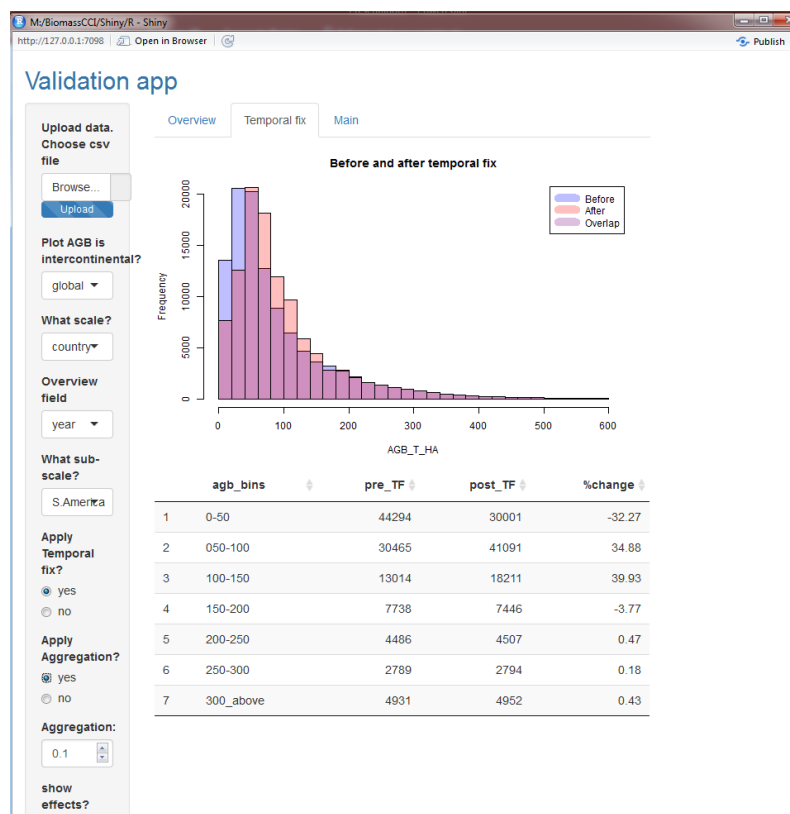 M:/BiomassCCI/Shiny/R - Shiny
http://127.0.0.1:7098 Open in Browser Publish
Validation app
Upload data.
Choose csv
file
Browse...
Upload
Plot AGB is
intercontinental?
global
What scale?
country
Overview
field
year
What sub-
scale?
S.America
Apply
Temporal
fix?
yes
no
Apply
Aggregation?
yes
no
Aggregation:
0.1
show
effects?
Overview Temporal fix Main
Before and after temporal fix
Before
After
Overlap
Frequency
0 5000 10000 15000 20000
0 100 200 300 400 500 600
AGB_T_HA
agb_bins pre_TF post_TF %change
1 0-50 44294 30001 -32.27
2 050-100 30465 41091 34.88
3 100-150 13014 18211 39.93
4 150-200 7738 7446 -3.77
5 200-250 4486 4507 0.47
6 250-300 2789 2794 0.18
7 300_above 4931 4952 0.43